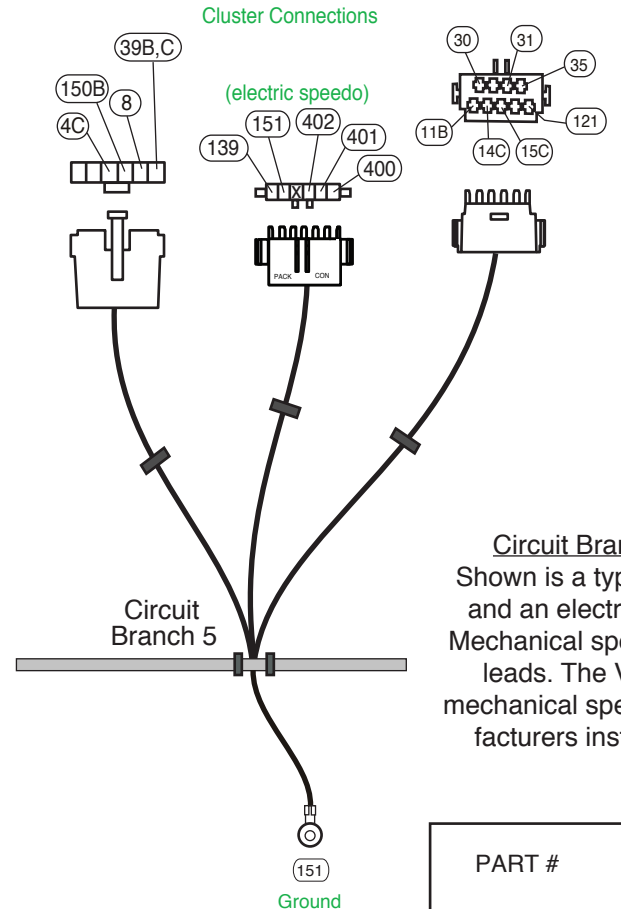 Cluster Connections
39B,C
150B
8
4C
(electric speedo)
151
402
139
401
400
30
31
35
11B
14C
15C
121
X
PACK
CON
Circuit
Branch 5
Circuit Bran
Shown is a typ
and an electr
Mechanical spe
leads. The V
mechanical spe
facturers inst
151
Ground
PART #